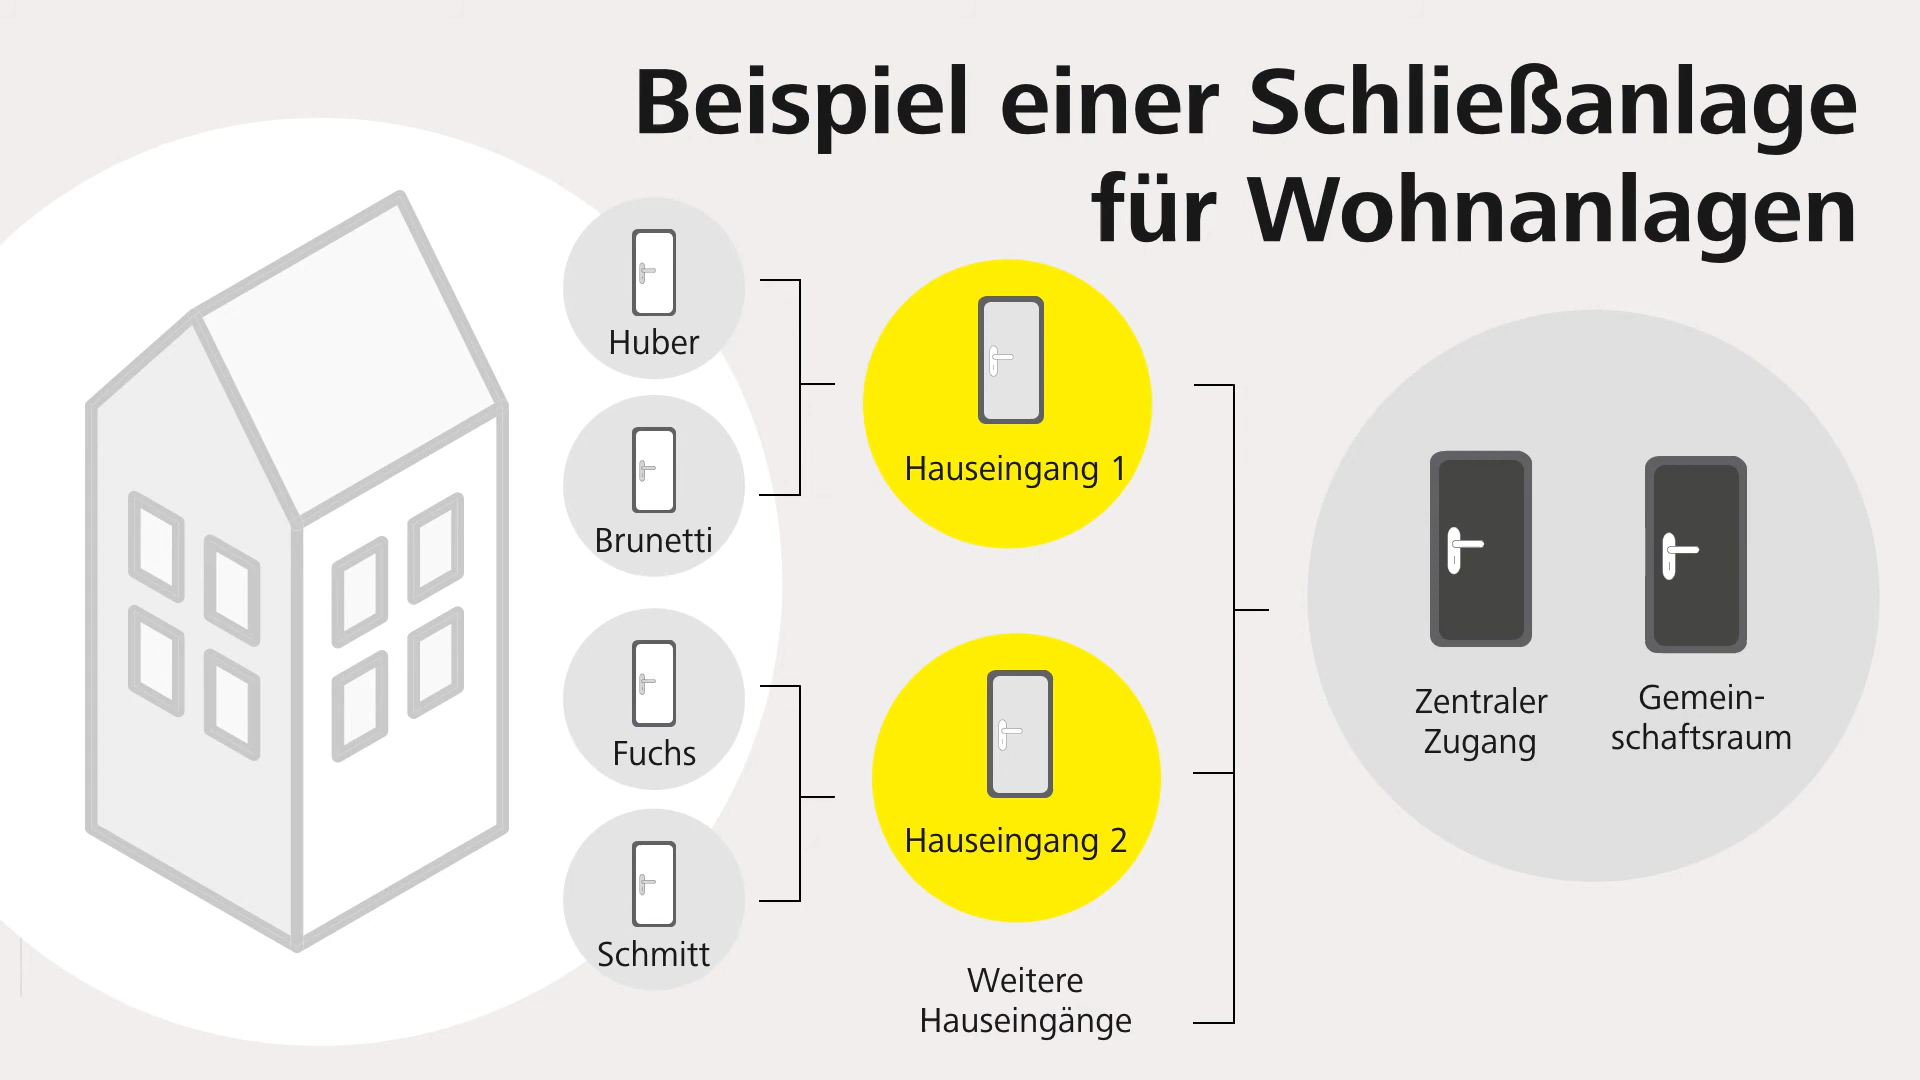 Beispiel einer Schließanlage
für Wohnanlagen
Huber
Brunetti
Fuchs
Schmitt
Hauseingang 1
Hauseingang 2
Weitere
Hauseingänge
Zentraler
Zugang
Gemein-
schaftsraum